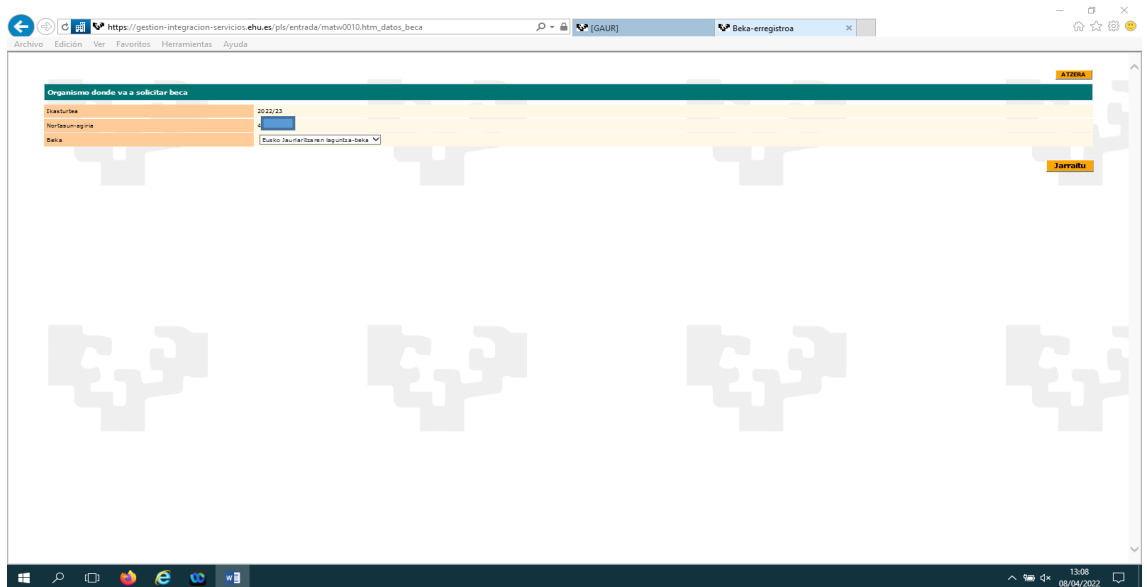 https://gestion-integracion-servicios.ehu.es/pls/entrada/matw0010.htm_datos_beca
[GAUR]
Beka-erregistroa
Archivo Edición Ver Favoritos Herramientas Ayuda
ATZERA
Organismo donde va a solicitar beca
Ikasturtea 2022/23
Nortasun-agiria 4
Beka Eusko Jaurlaritzaren laguntza-beka
Jarraitu
13:08
08/04/2022